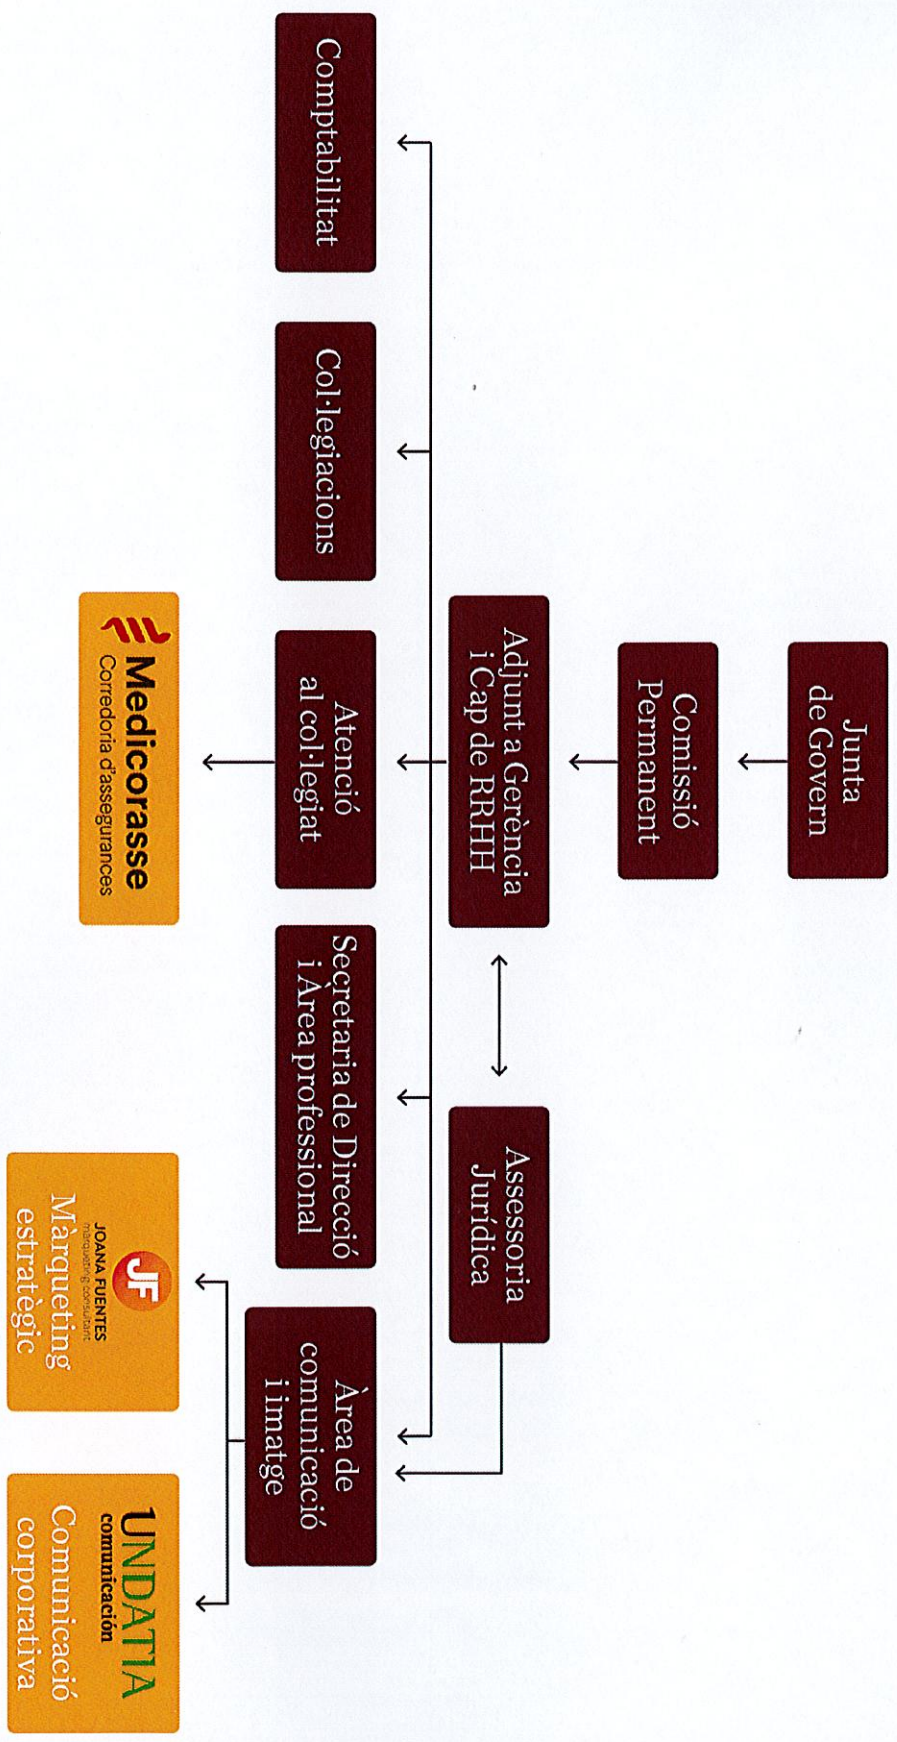 Junta
de Govern
Comissió
Permanent
Adjunt a Gerència
i Cap de RRHH
Assessoria
Jurídica
Comptabilitat
Col·legiacions
Atenció
al col·legiat
Secretaria de Direcció
i Àrea professional
Àrea de
comunicació
i imatge
Medicorasse
Corredoria d'assegurances
JF
JOANA FUENTES
màrqueting consultant
Màrqueting
estratègic
UNDATIA
comunicación
Comunicació
corporativa